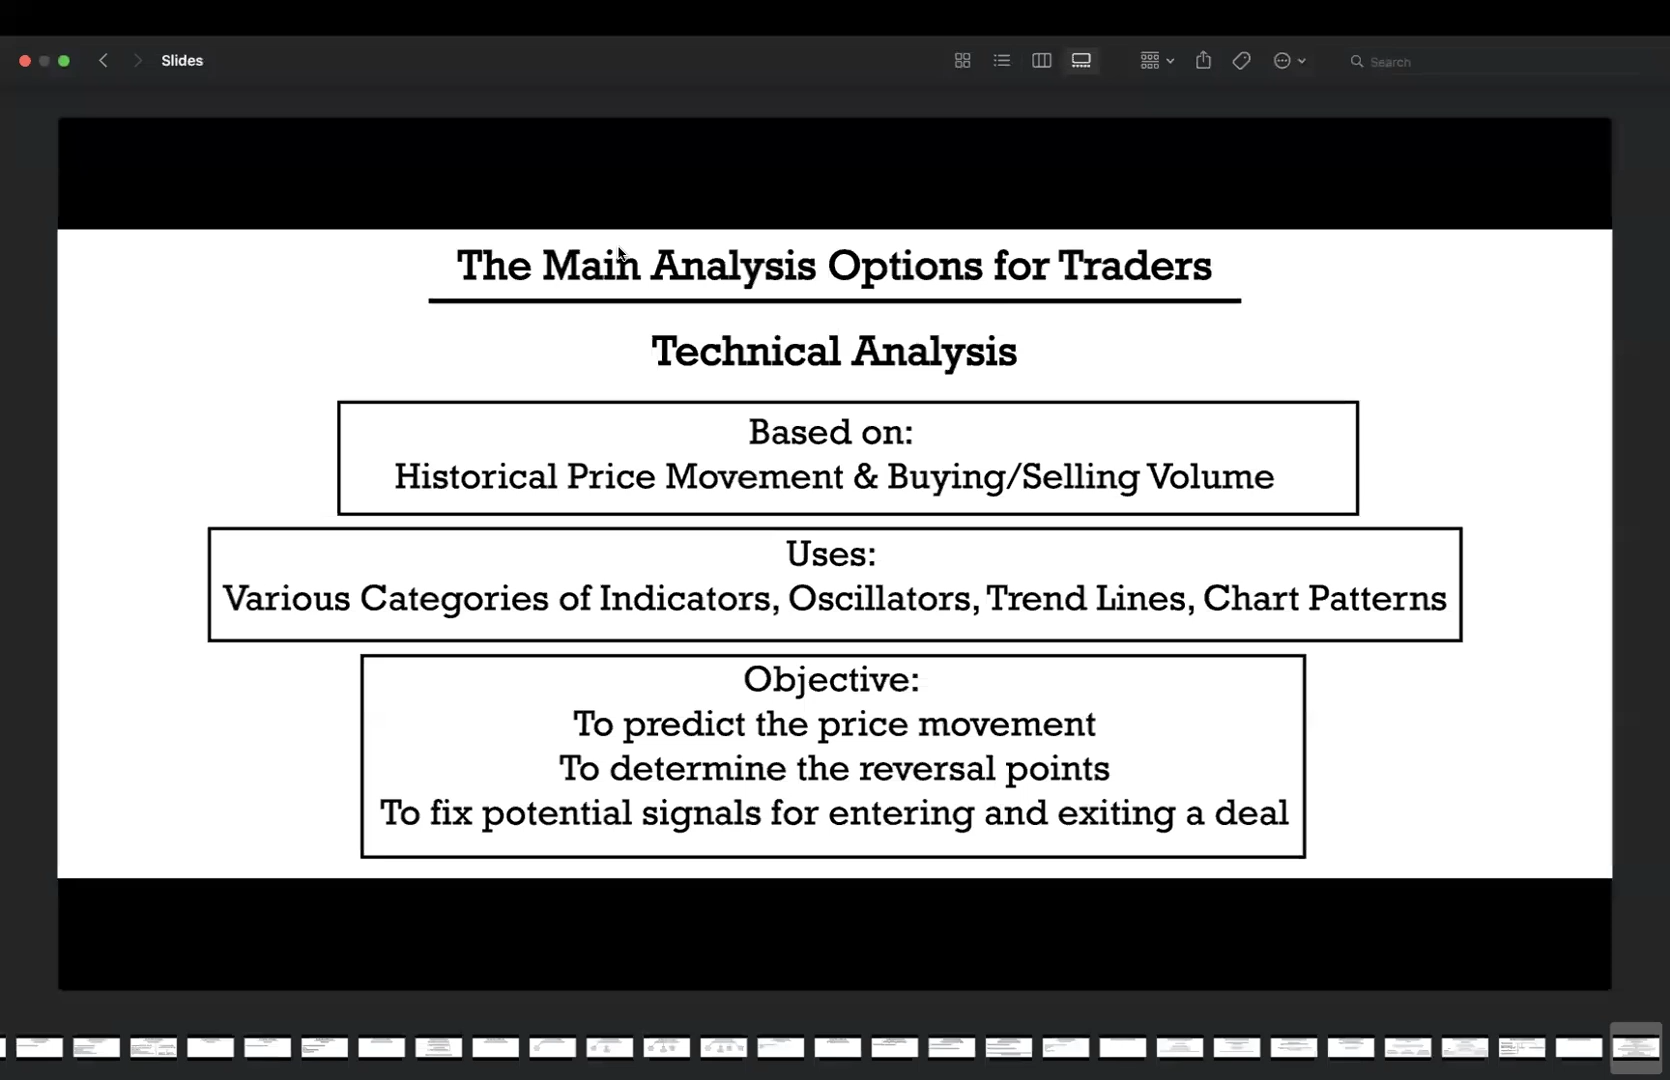 Slides
Search
The Main Analysis Options for Traders
Technical Analysis
Based on:
Historical Price Movement & Buying/Selling Volume
Uses:
Various Categories of Indicators, Oscillators, Trend Lines, Chart Patterns
Objective:
To predict the price movement
To determine the reversal points
To fix potential signals for entering and exiting a deal